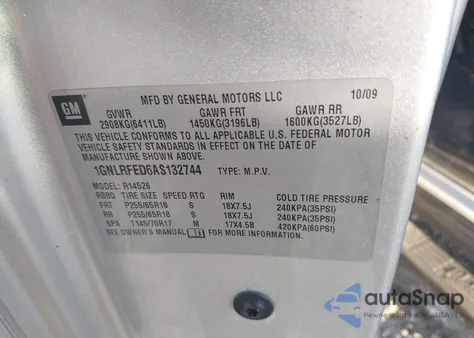 GM
MFD BY GENERAL MOTORS LLC 10/09
GVWR GAWR FRT GAWR RR
2908KG(6411LB) 1450KG(3196LB) 1600KG(3527LB)
THIS VEHICLE CONFORMS TO ALL APPLICABLE U.S. FEDERAL MOTOR
VEHICLE SAFETY STANDARDS IN EFFECT ON THE DATE OF
MANUFACTURE SHOWN ABOVE.
1GNLRFED6AS132744 TYPE: M.P.V.
MODEL: R14526
TIRE SIZE SPEED RTG RIM COLD TIRE PRESSURE
FRT P255/65R18 S 18X7.5J 240KPA(35PSI)
RR P255/65R18 S 18X7.5J 240KPA(35PSI)
SPA T145/70R17 M 17X4.5B 420KPA(60PSI)
SEE OWNER'S MANUAL FOR MORE INFORMATION.
autoSnap